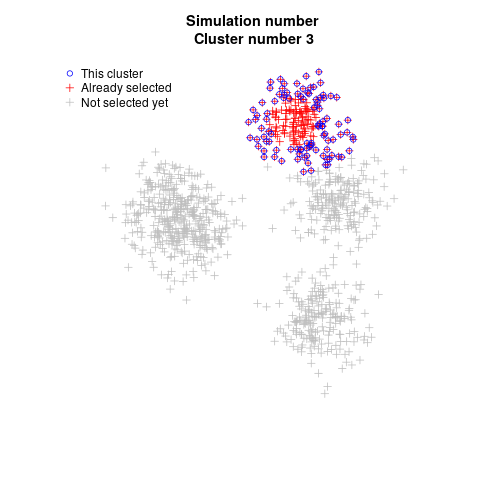 Simulation number
Cluster number 3
This cluster
Already selected
Not selected yet